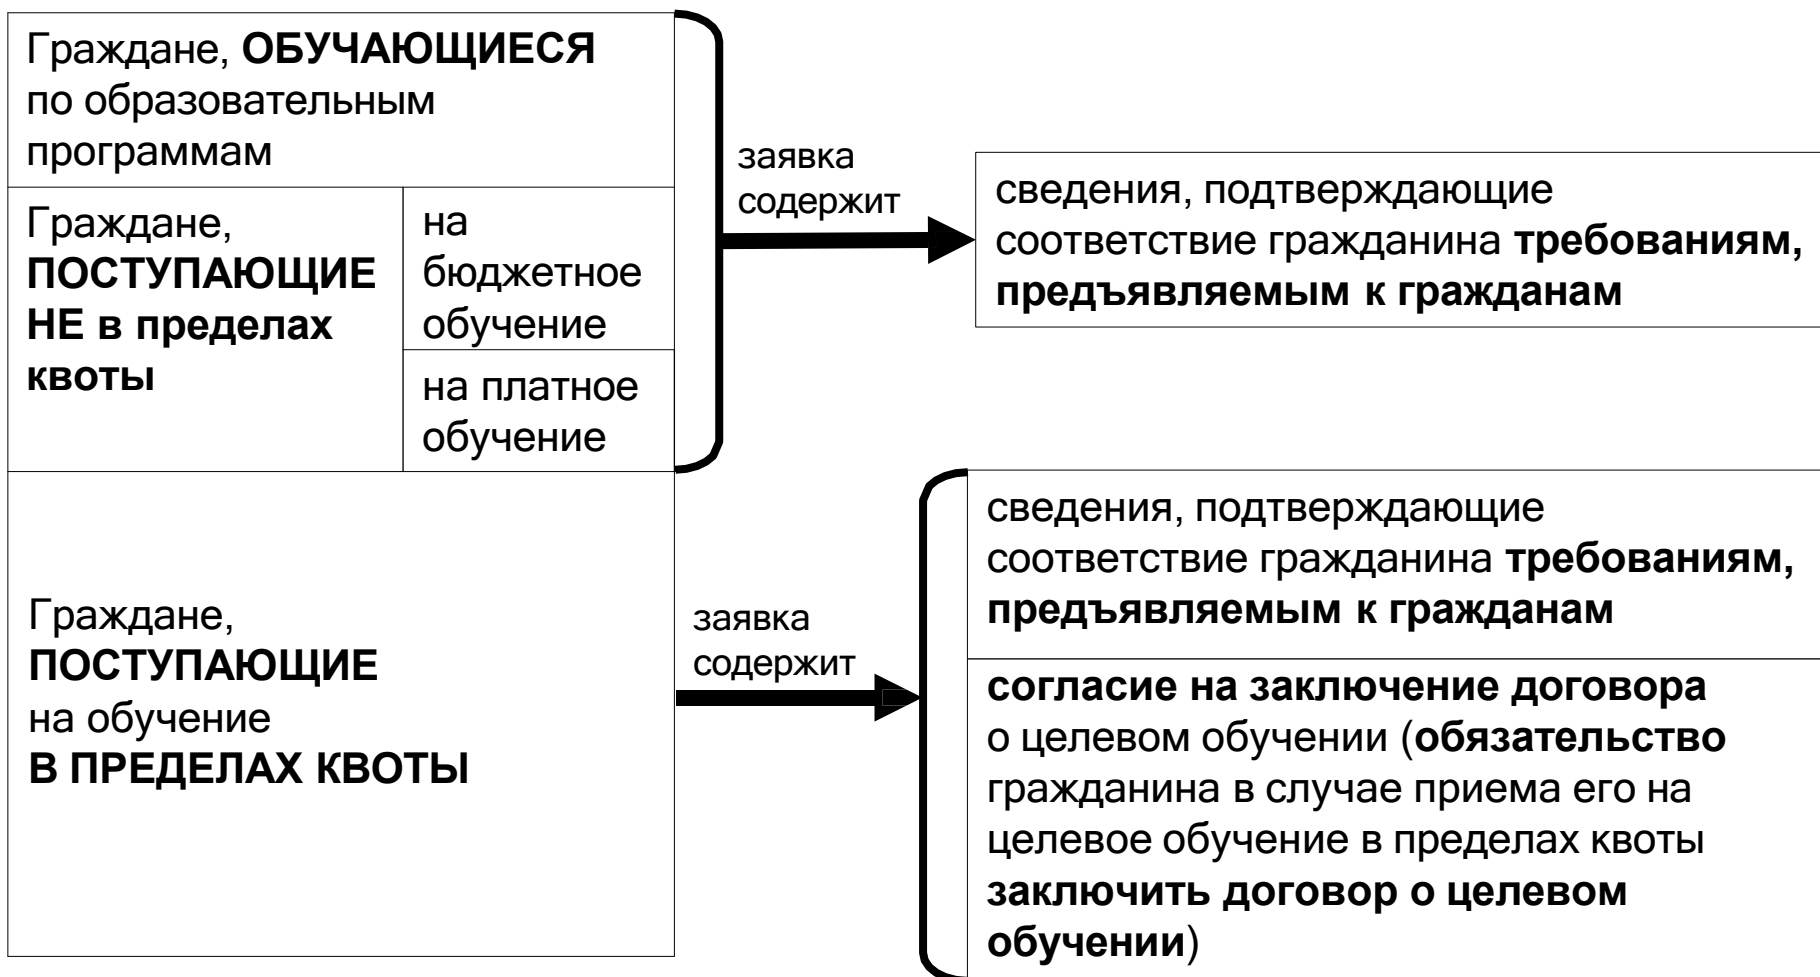 Граждане, ОБУЧАЮЩИЕСЯ
по образовательным
программам
Граждане,
ПОСТУПАЮЩИЕ
НЕ в пределах
квоты
на
бюджетное
обучение
на платное
обучение
заявка
содержит
сведения, подтверждающие
соответствие гражданина требованиям,
предъявляемым к гражданам
Граждане,
ПОСТУПАЮЩИЕ
на обучение
В ПРЕДЕЛАХ КВОТЫ
заявка
содержит
сведения, подтверждающие
соответствие гражданина требованиям,
предъявляемым к гражданам
согласие на заключение договора
о целевом обучении (обязательство
гражданина в случае приема его на
целевое обучение в пределах квоты
заключить договор о целевом
обучении)